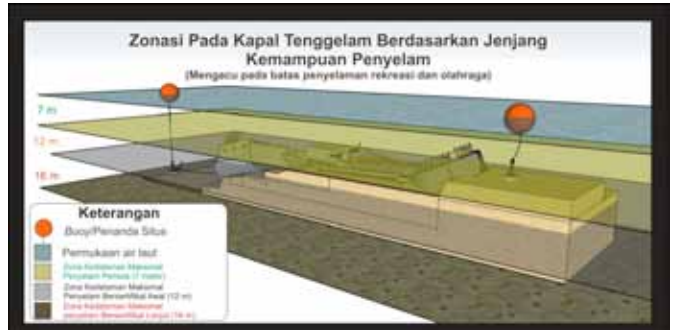 Zonasi Pada Kapal Tenggelam Berdasarkan Jenjang
Kemampuan Penyelam
(Mengacu pada batas penyelaman rekreasi dan olahraga)
7 m
12 m
16 m
Keterangan
Buoy/Penanda Situs
Permukaan air laut
Zona Kedalaman Maksimal
Penyelam Pemula (7 meter)
Zona Kedalaman Maksimal
Penyelam Bersertifikat Awal (12 m)
Zona Kedalaman Maksimal
penyelam Bersertifikat Lanjut (16 m)